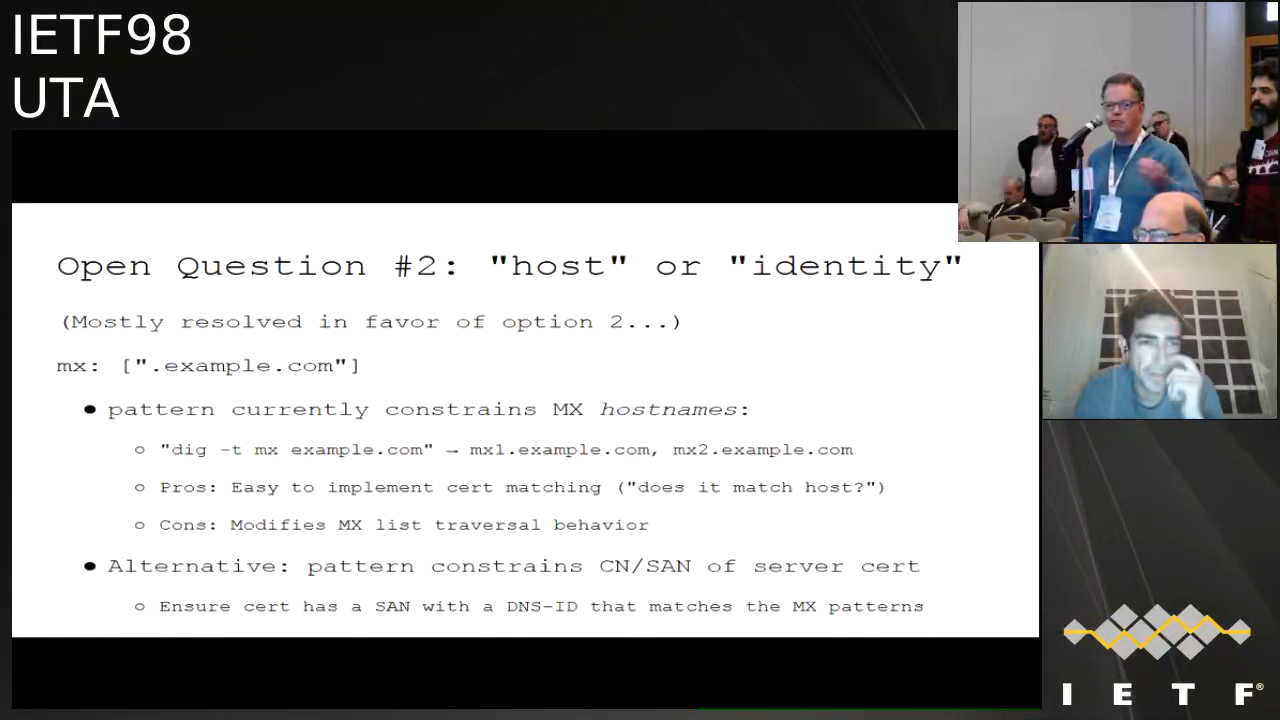 IETF98
UTA
Open Question #2: "host" or "identity"
(Mostly resolved in favor of option 2...)
mx: [".example.com"]
● pattern currently constrains MX hostnames:
○ "dig -t mx example.com" → mx1.example.com, mx2.example.com
○ Pros: Easy to implement cert matching ("does it match host?")
○ Cons: Modifies MX list traversal behavior
● Alternative: pattern constrains CN/SAN of server cert
○ Ensure cert has a SAN with a DNS-ID that matches the MX patterns
I E T F®